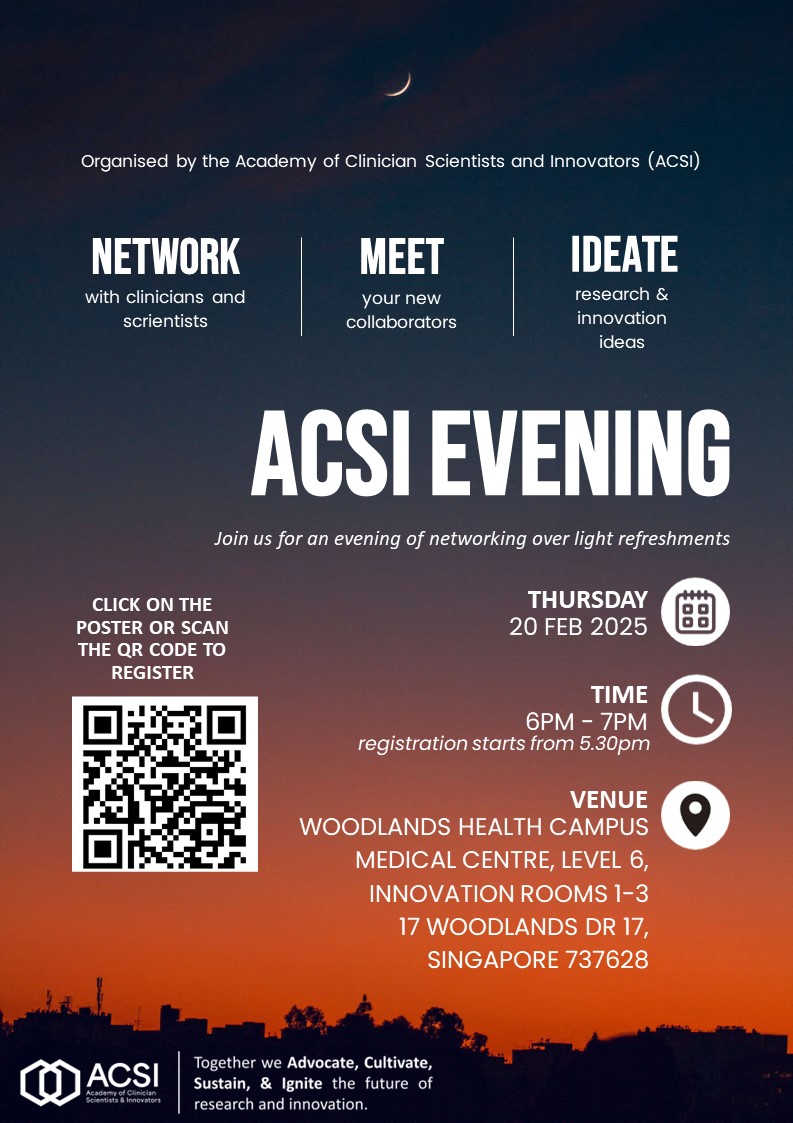 Organised by the Academy of Clinician Scientists and Innovators (ACSI)
NETWORK
with clinicians and
scrientists
MEET
your new
collaborators
IDEATE
research &
innovation
ideas
ACSI EVENING
Join us for an evening of networking over light refreshments
CLICK ON THE
POSTER OR SCAN
THE QR CODE TO
REGISTER
THURSDAY
20 FEB 2025
TIME
6PM - 7PM
registration starts from 5.30pm
VENUE
WOODLANDS HEALTH CAMPUS
MEDICAL CENTRE, LEVEL 6,
INNOVATION ROOMS 1-3
17 WOODLANDS DR 17,
SINGAPORE 737628
ACSI
Academy of Clinician
Scientists & Innovators
Together we Advocate, Cultivate,
Sustain, & Ignite the future of
research and innovation.